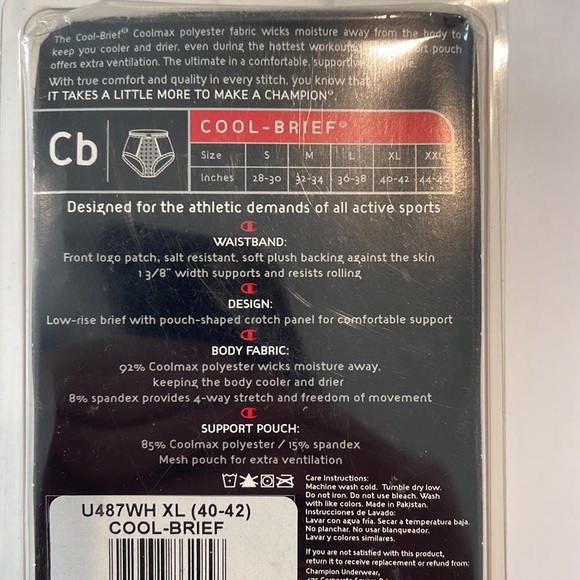 The Cool-Brief® Coolmax polyester fabric wicks moisture away from the body to
keep you cooler and drier, even during the hottest workouts. port pouch
offers extra ventilation. The ultimate in a comfortable, supportive
With true comfort and quality in every stitch, you know that...
IT TAKES A LITTLE MORE TO MAKE A CHAMPION®.
Cb
COOL-BRIEF®
Size S M L XL XXL
Inches 28-30 32-34 36-38 40-42 44-46
Designed for the athletic demands of all active sports
WAISTBAND:
Front logo patch, salt resistant, soft plush backing against the skin
1 3/8" width supports and resists rolling
DESIGN:
Low-rise brief with pouch-shaped crotch panel for comfortable support
BODY FABRIC:
92% Coolmax polyester wicks moisture away,
keeping the body cooler and drier
8% spandex provides 4-way stretch and freedom of movement
SUPPORT POUCH:
85% Coolmax polyester / 15% spandex
Mesh pouch for extra ventilation
Care Instructions:
Machine wash cold. Tumble dry low.
Do not iron. Do not use bleach. Wash
with like colors. Made in Pakistan.
Instrucciones de Lavado:
Lavar con agua fria. Secar a temperatura baja.
No planchar. No usar blanqueador.
Lavar y colores similares.
If you are not satisfied with this product,
return it to receive replacement or refund from:
Champion Underwear,
U487WH XL (40-42)
COOL-BRIEF